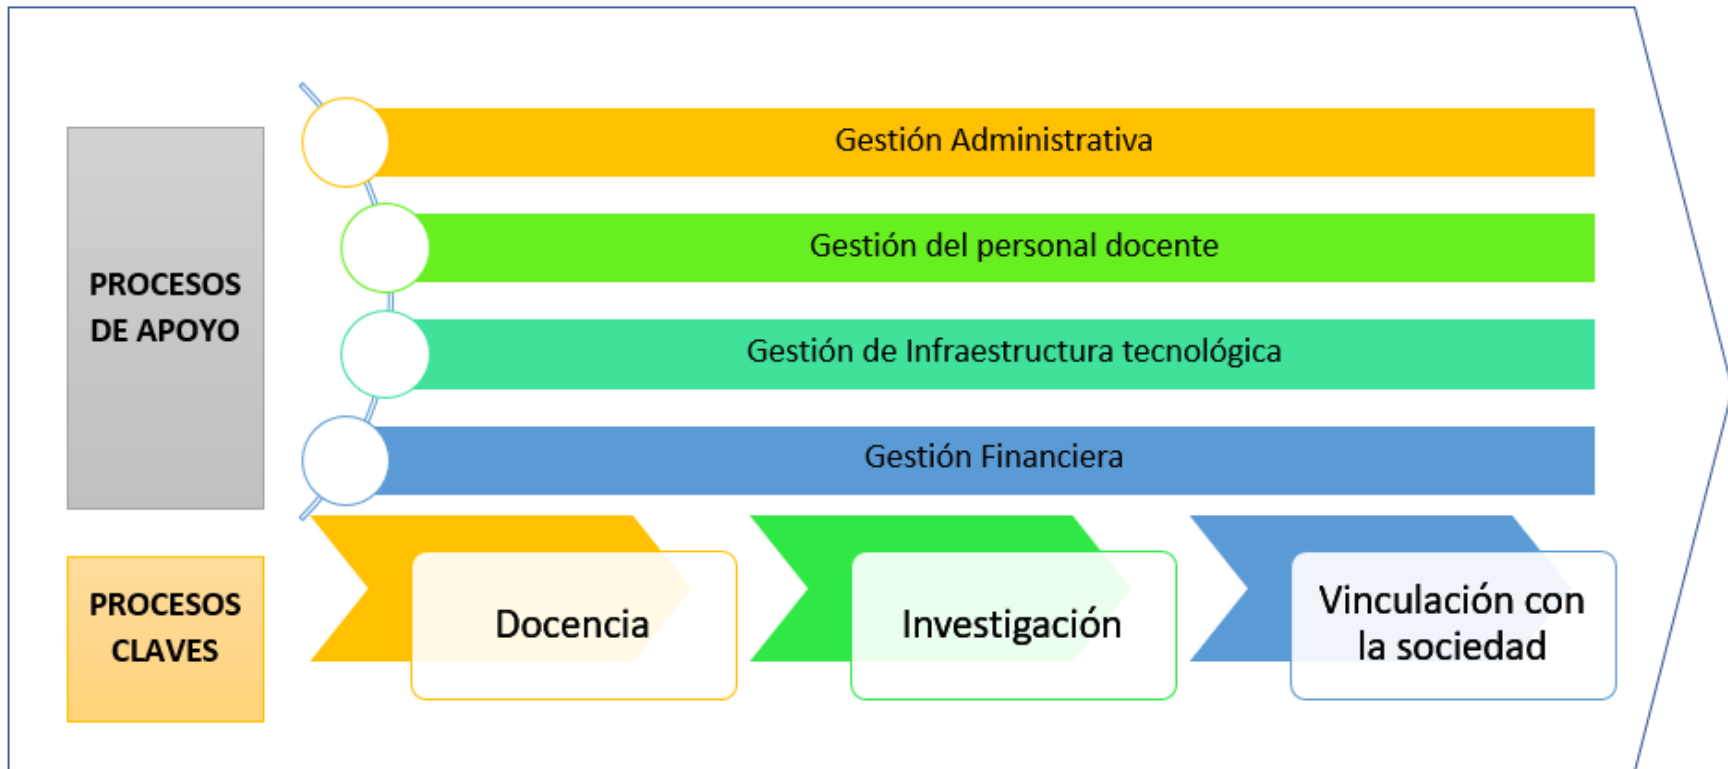 PROCESOS
DE APOYO
Gestión Administrativa
Gestión del personal docente
Gestión de Infraestructura tecnológica
Gestión Financiera
PROCESOS
CLAVES
Docencia
Investigación
Vinculación con
la sociedad